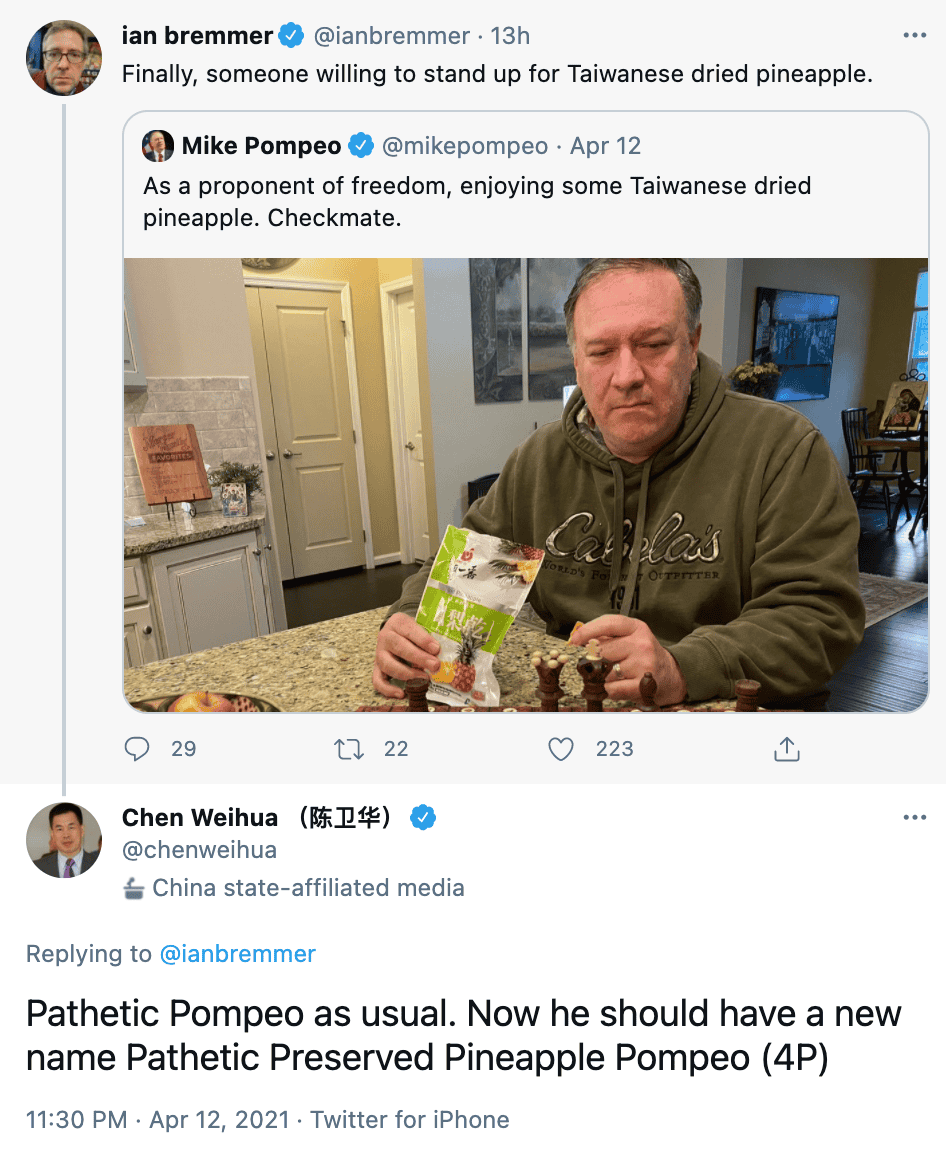 ian bremmer @ianbremmer · 13h
Finally, someone willing to stand up for Taiwanese dried pineapple.
Mike Pompeo @mikepompeo · Apr 12
As a proponent of freedom, enjoying some Taiwanese dried
pineapple. Checkmate.
FAVORITES
Cabela's
WORLD'S
OUTFITTER
1961
29 22 223
Chen Weihua （陈卫华）
@chenweihua
China state-affiliated media
Replying to @ianbremmer
Pathetic Pompeo as usual. Now he should have a new
name Pathetic Preserved Pineapple Pompeo (4P)
11:30 PM · Apr 12, 2021 · Twitter for iPhone